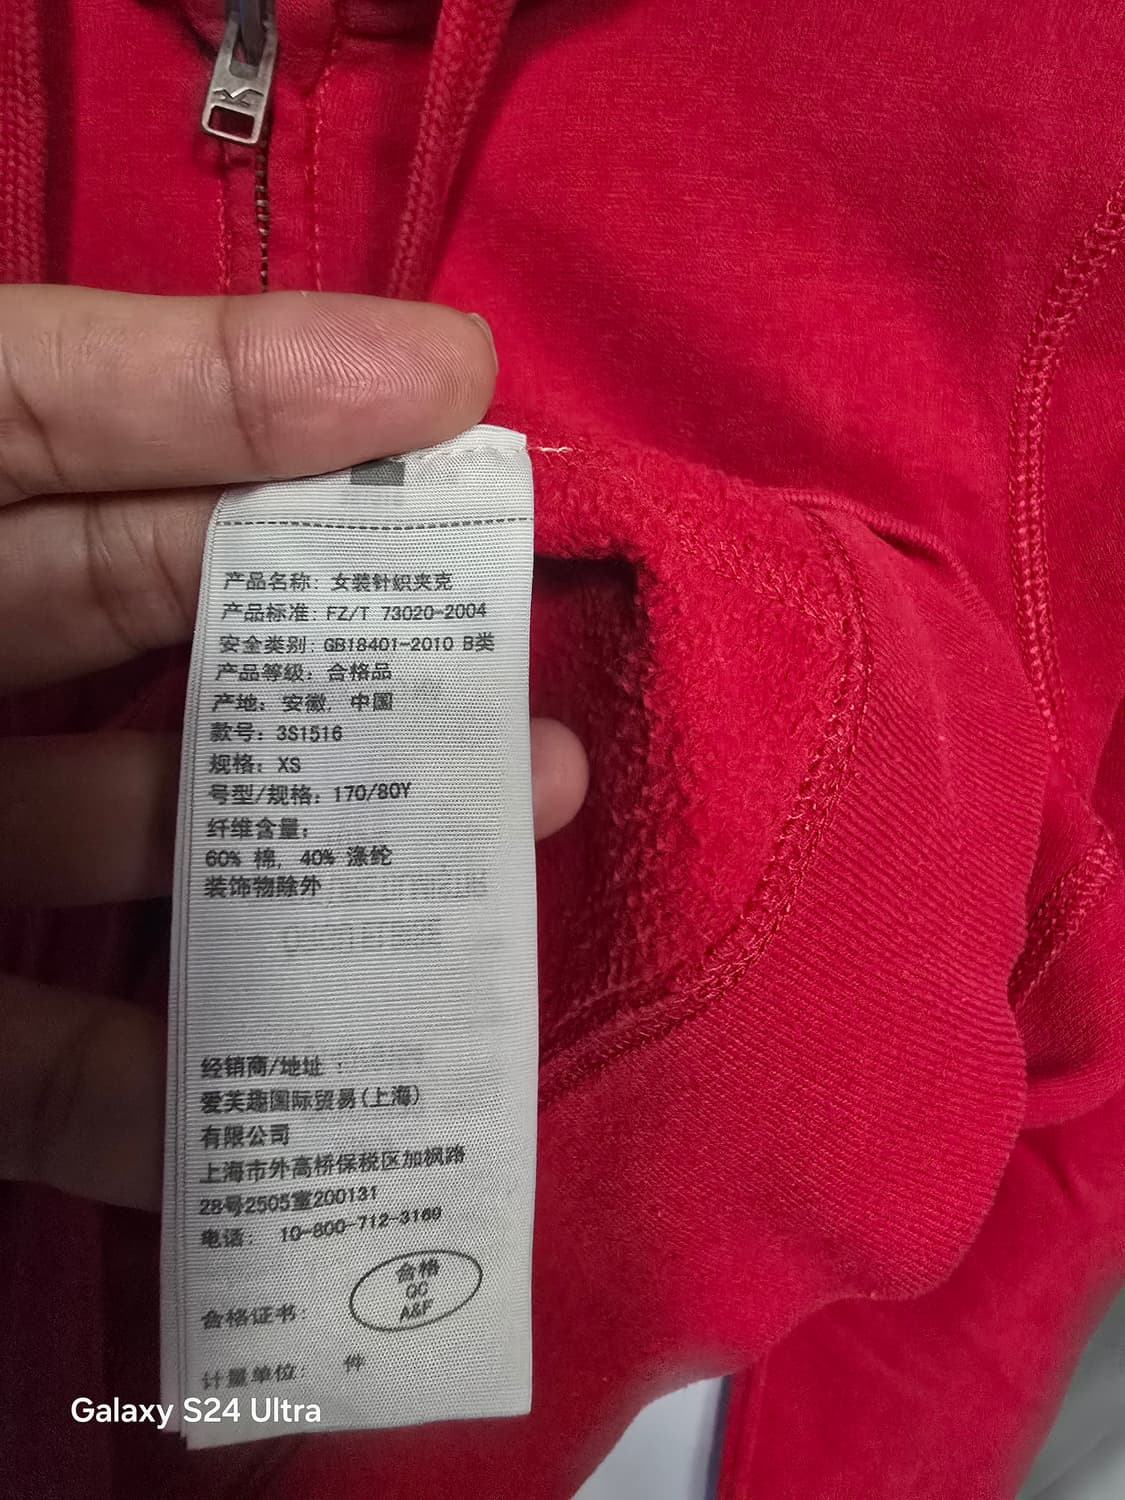 产品名称: 女装针织夹克
产品标准: FZ/T 73020-2004
安全类别: GB18401-2010 B类
产品等级: 合格品
产地: 安徽, 中国
款号: 3S1516
规格: XS
号型/规格: 170/80Y
纤维含量:
60% 棉, 40% 涤纶
装饰物除外
经销商/地址 :
爱芙趣国际贸易(上海)
有限公司
上海市外高桥保税区加枫路
28号2505室200131
电话: 10-800-712-3169
合格
QC
A&F
合格证书:
计量单位: 件
Galaxy S24 Ultra